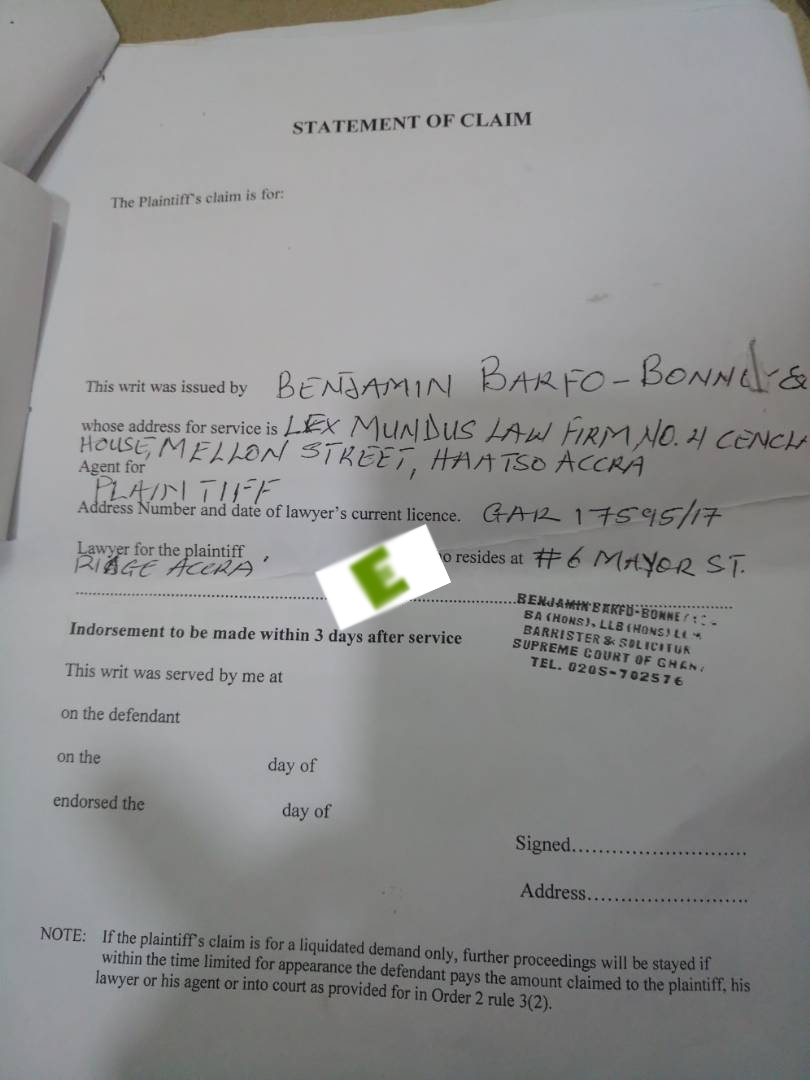 STATEMENT OF CLAIM
The Plaintiff's claim is for:
This writ was issued by BENJAMIN BARFO-BONN &
whose address for service is LEX MUNDUS LAW FIRM, NO. 4
HOUSE, MELLON STREET, HAATSO ACCRA
Agent for
PLAINTIFF
Address Number and date of lawyer's current licence. GAR 17595/17
Lawyer for the plaintiff o resides at #6 MAYOR ST.
RIDGE ACCRA
E
BENJAMIN BARFO-BONNE
BA (HONS), LLB (HONS)
BARRISTER & SOLICITOR
SUPREME COURT OF GHAN
TEL. 0205-702576
Indorsement to be made within 3 days after service
This writ was served by me at
on the defendant
on the day of
endorsed the day of
Signed..............................
Address............................
NOTE: If the plaintiff's claim is for a liquidated demand only, further proceedings will be stayed if
within the time limited for appearance the defendant pays the amount claimed to the plaintiff, his
lawyer or his agent or into court as provided for in Order 2 rule 3(2).